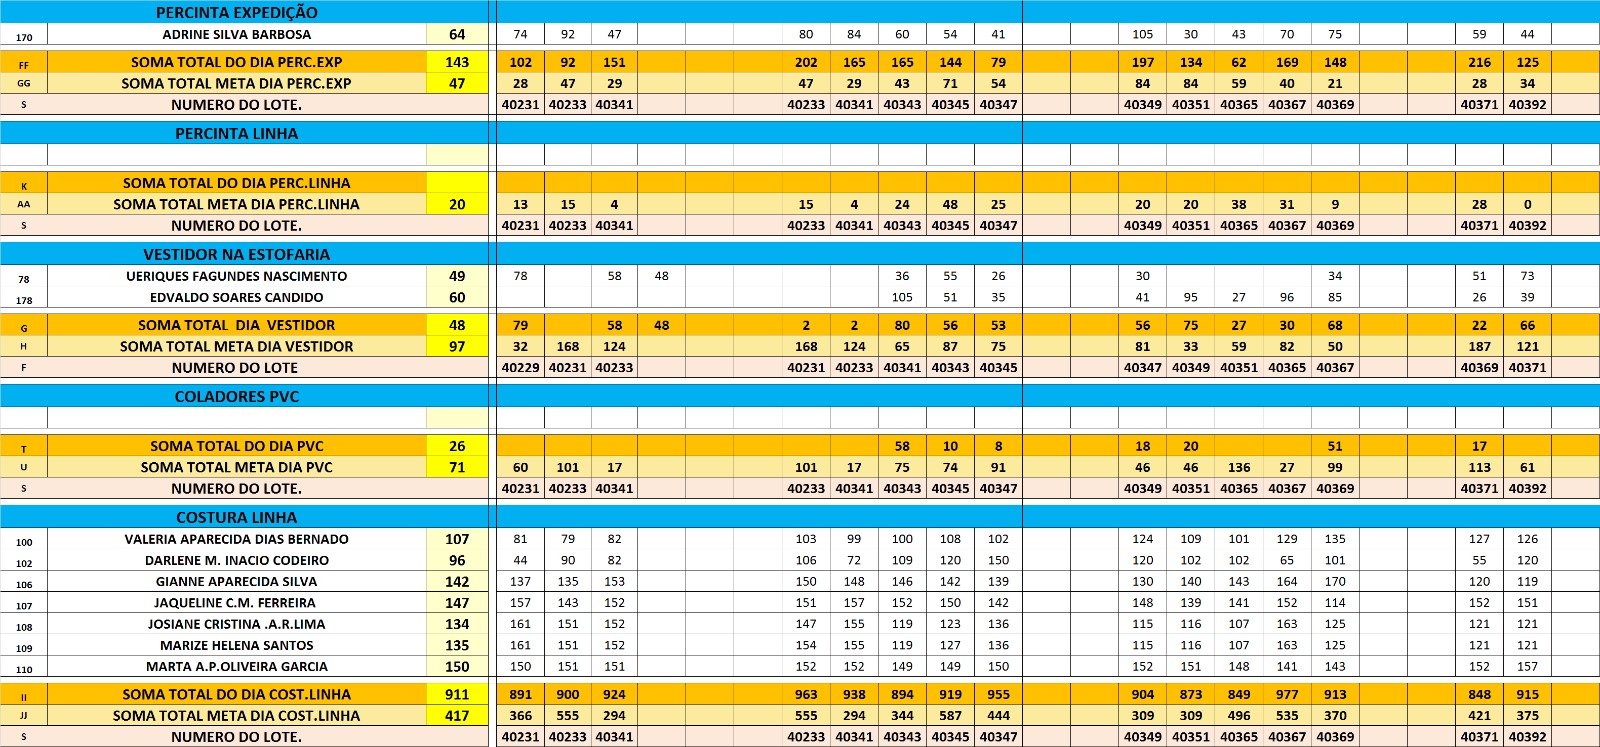 PERCINTA EXPEDIÇÃO
170 ADRINE SILVA BARBOSA 64 74 92 47 80 84 60 54 41 105 30 43 70 75 59 44
FF SOMA TOTAL DO DIA PERC.EXP 143 102 92 151 202 165 165 144 79 197 134 62 169 148 216 125
GG SOMA TOTAL META DIA PERC.EXP 47 28 47 29 47 29 43 71 54 84 84 59 40 21 28 34
S NUMERO DO LOTE. 40231 40233 40341 40233 40341 40343 40345 40347 40349 40351 40365 40367 40369 40371 40392
PERCINTA LINHA
K SOMA TOTAL DO DIA PERC.LINHA
AA SOMA TOTAL META DIA PERC.LINHA 20 13 15 4 15 4 24 48 25 20 20 38 31 9 28 0
S NUMERO DO LOTE. 40231 40233 40341 40233 40341 40343 40345 40347 40349 40351 40365 40367 40369 40371 40392
VESTIDOR NA ESTOFARIA
78 UERIQUES FAGUNDES NASCIMENTO 49 78 58 48 36 55 26 30 34 51 73
178 EDVALDO SOARES CANDIDO 60 105 51 35 41 95 27 96 85 26 39
G SOMA TOTAL DIA VESTIDOR 48 79 58 48 2 2 80 56 53 56 75 27 30 68 22 66
H SOMA TOTAL META DIA VESTIDOR 97 32 168 124 168 124 65 87 75 81 33 59 82 50 187 121
F NUMERO DO LOTE 40229 40231 40233 40231 40233 40341 40343 40345 40347 40349 40351 40365 40367 40369 40371
COLADORES PVC
T SOMA TOTAL DO DIA PVC 26 58 10 8 18 20 51 17
U SOMA TOTAL META DIA PVC 71 60 101 17 101 17 75 74 91 46 46 136 27 99 113 61
S NUMERO DO LOTE. 40231 40233 40341 40233 40341 40343 40345 40347 40349 40351 40365 40367 40369 40371 40392
COSTURA LINHA
100 VALERIA APARECIDA DIAS BERNADO 107 81 79 82 103 99 100 108 102 124 109 101 129 135 127 126
102 DARLENE M. INACIO CODEIRO 96 44 90 82 106 72 109 120 150 120 102 102 65 101 55 120
106 GIANNE APARECIDA SILVA 142 137 135 153 150 148 146 142 139 130 140 143 164 170 120 119
107 JAQUELINE C.M. FERREIRA 147 157 143 152 151 157 152 150 142 148 139 141 152 114 152 151
108 JOSIANE CRISTINA .A.R.LIMA 134 161 151 152 147 155 119 123 136 115 116 107 163 125 121 121
109 MARIZE HELENA SANTOS 135 161 151 152 154 155 119 127 136 115 116 107 163 125 121 121
110 MARTA A.P.OLIVEIRA GARCIA 150 150 151 151 152 152 149 149 150 152 151 148 141 143 152 157
II SOMA TOTAL DO DIA COST.LINHA 911 891 900 924 963 938 894 919 955 904 873 849 977 913 848 915
JJ SOMA TOTAL META DIA COST.LINHA 417 366 555 294 555 294 344 587 444 309 309 496 535 370 421 375
S NUMERO DO LOTE. 40231 40233 40341 40233 40341 40343 40345 40347 40349 40351 40365 40367 40369 40371 40392